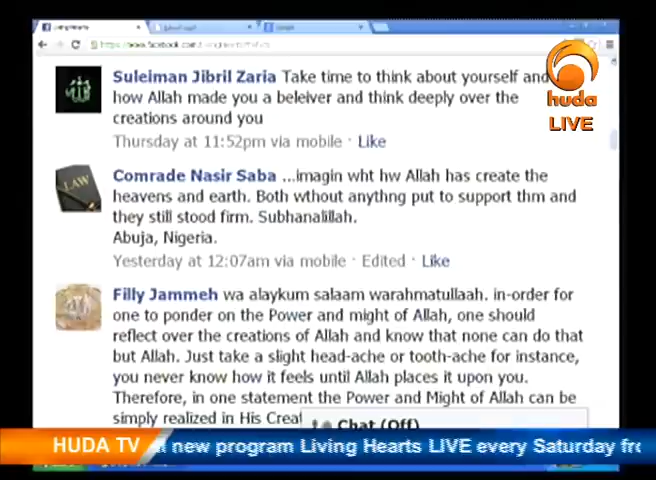 Suleiman Jibril Zaria Take time to think about yourself and
how Allah made you a beleiver and think deeply over the
creations around you
Thursday at 11:52pm via mobile · Like
huda
LIVE
Comrade Nasir Saba ...imagin wht hw Allah has create the
heavens and earth. Both wthout anythng put to support thm and
they still stood firm. Subhanalillah.
Abuja, Nigeria.
Yesterday at 12:07am via mobile · Edited · Like
LAW
Filly Jammeh wa alaykum salaam warahmatullaah. in-order for
one to ponder on the Power and might of Allah, one should
reflect over the creations of Allah and know that none can do that
but Allah. Just take a slight head-ache or tooth-ache for instance,
you never know how it feels until Allah places it upon you.
Therefore, in one statement the Power and Might of Allah can be
simply realized in His Crea
Chat (Off)
HUDA TV
new program Living Hearts LIVE every Saturday fr